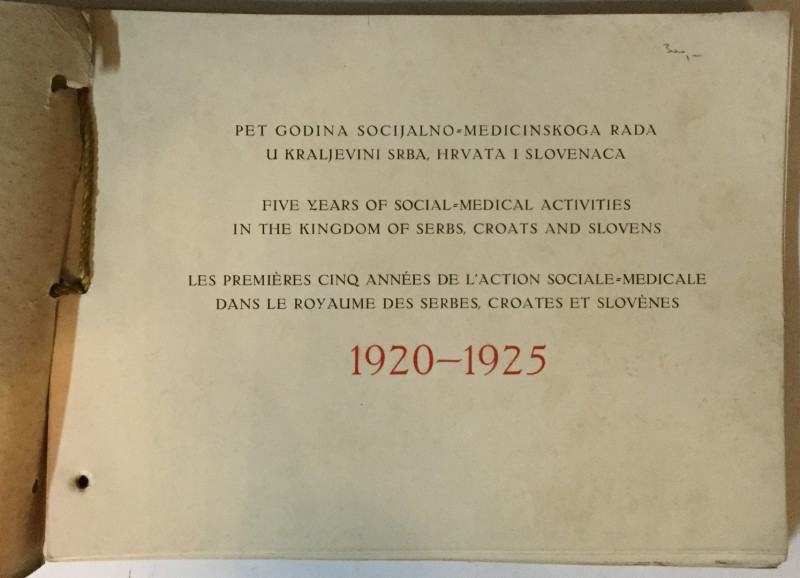 PET GODINA SOCIJALNO=MEDICINSKOGA RADA
U KRALJEVINI SRBA, HRVATA I SLOVENACA
FIVE YEARS OF SOCIAL=MEDICAL ACTIVITIES
IN THE KINGDOM OF SERBS, CROATS AND SLOVENS
LES PREMIÈRES CINQ ANNÉES DE L'ACTION SOCIALE=MEDICALE
DANS LE ROYAUME DES SERBES, CROATES ET SLOVÈNES
1920—1925